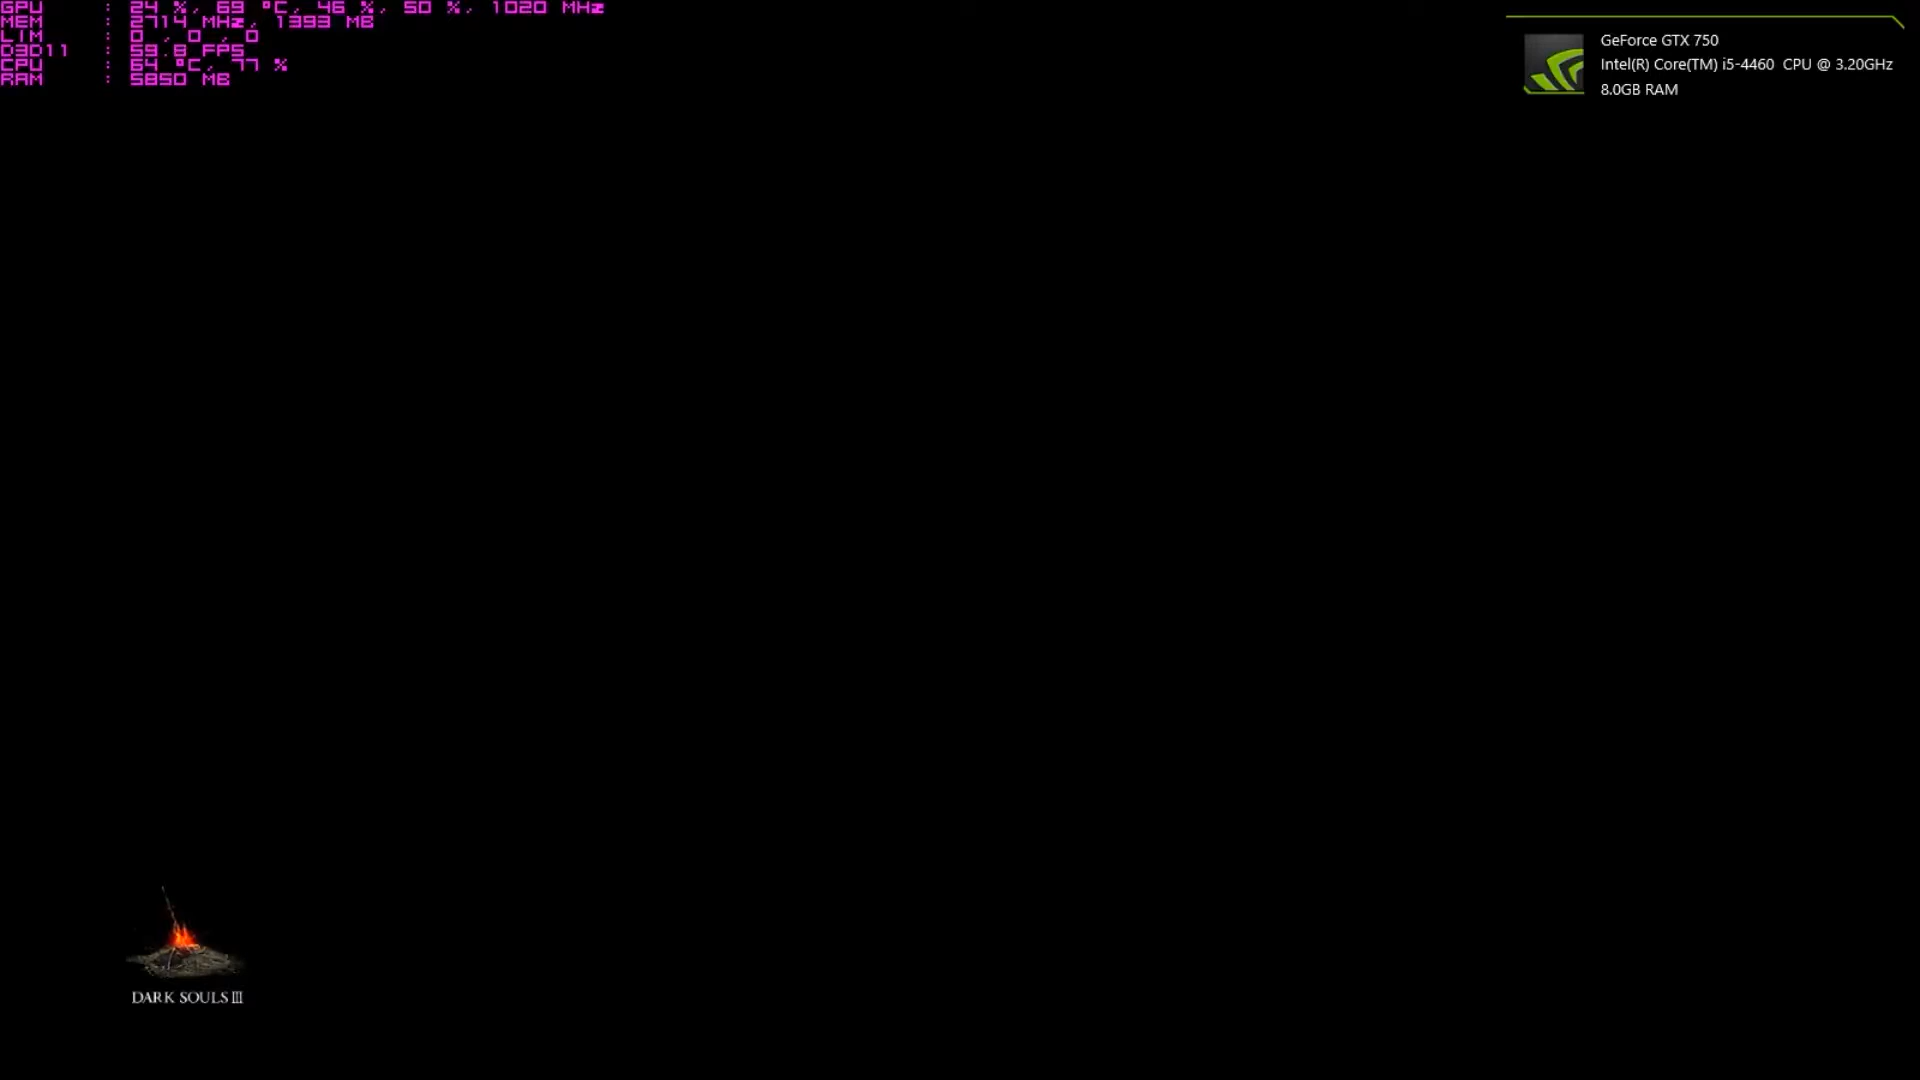 GPU : 24 %, 69 °C, 46 %, 50 %, 1020 MHz
MEM : 2714 MHz, 1393 MB
LIM : 0 , 0 , 0
D3D11 : 59.8 FPS
CPU : 64 °C, 77 %
RAM : 5850 MB
GeForce GTX 750
Intel(R) Core(TM) i5-4460 CPU @ 3.20GHz
8.0GB RAM
DARK SOULS III